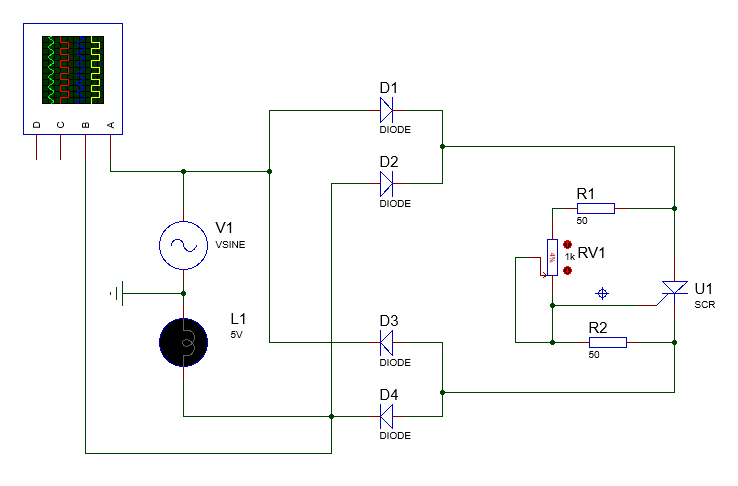 D1
DIODE
D
C
B
A
D2
DIODE
R1
50
V1
VSINE
4%
1k
RV1
U1
SCR
L1
5V
D3
DIODE
R2
50
D4
DIODE